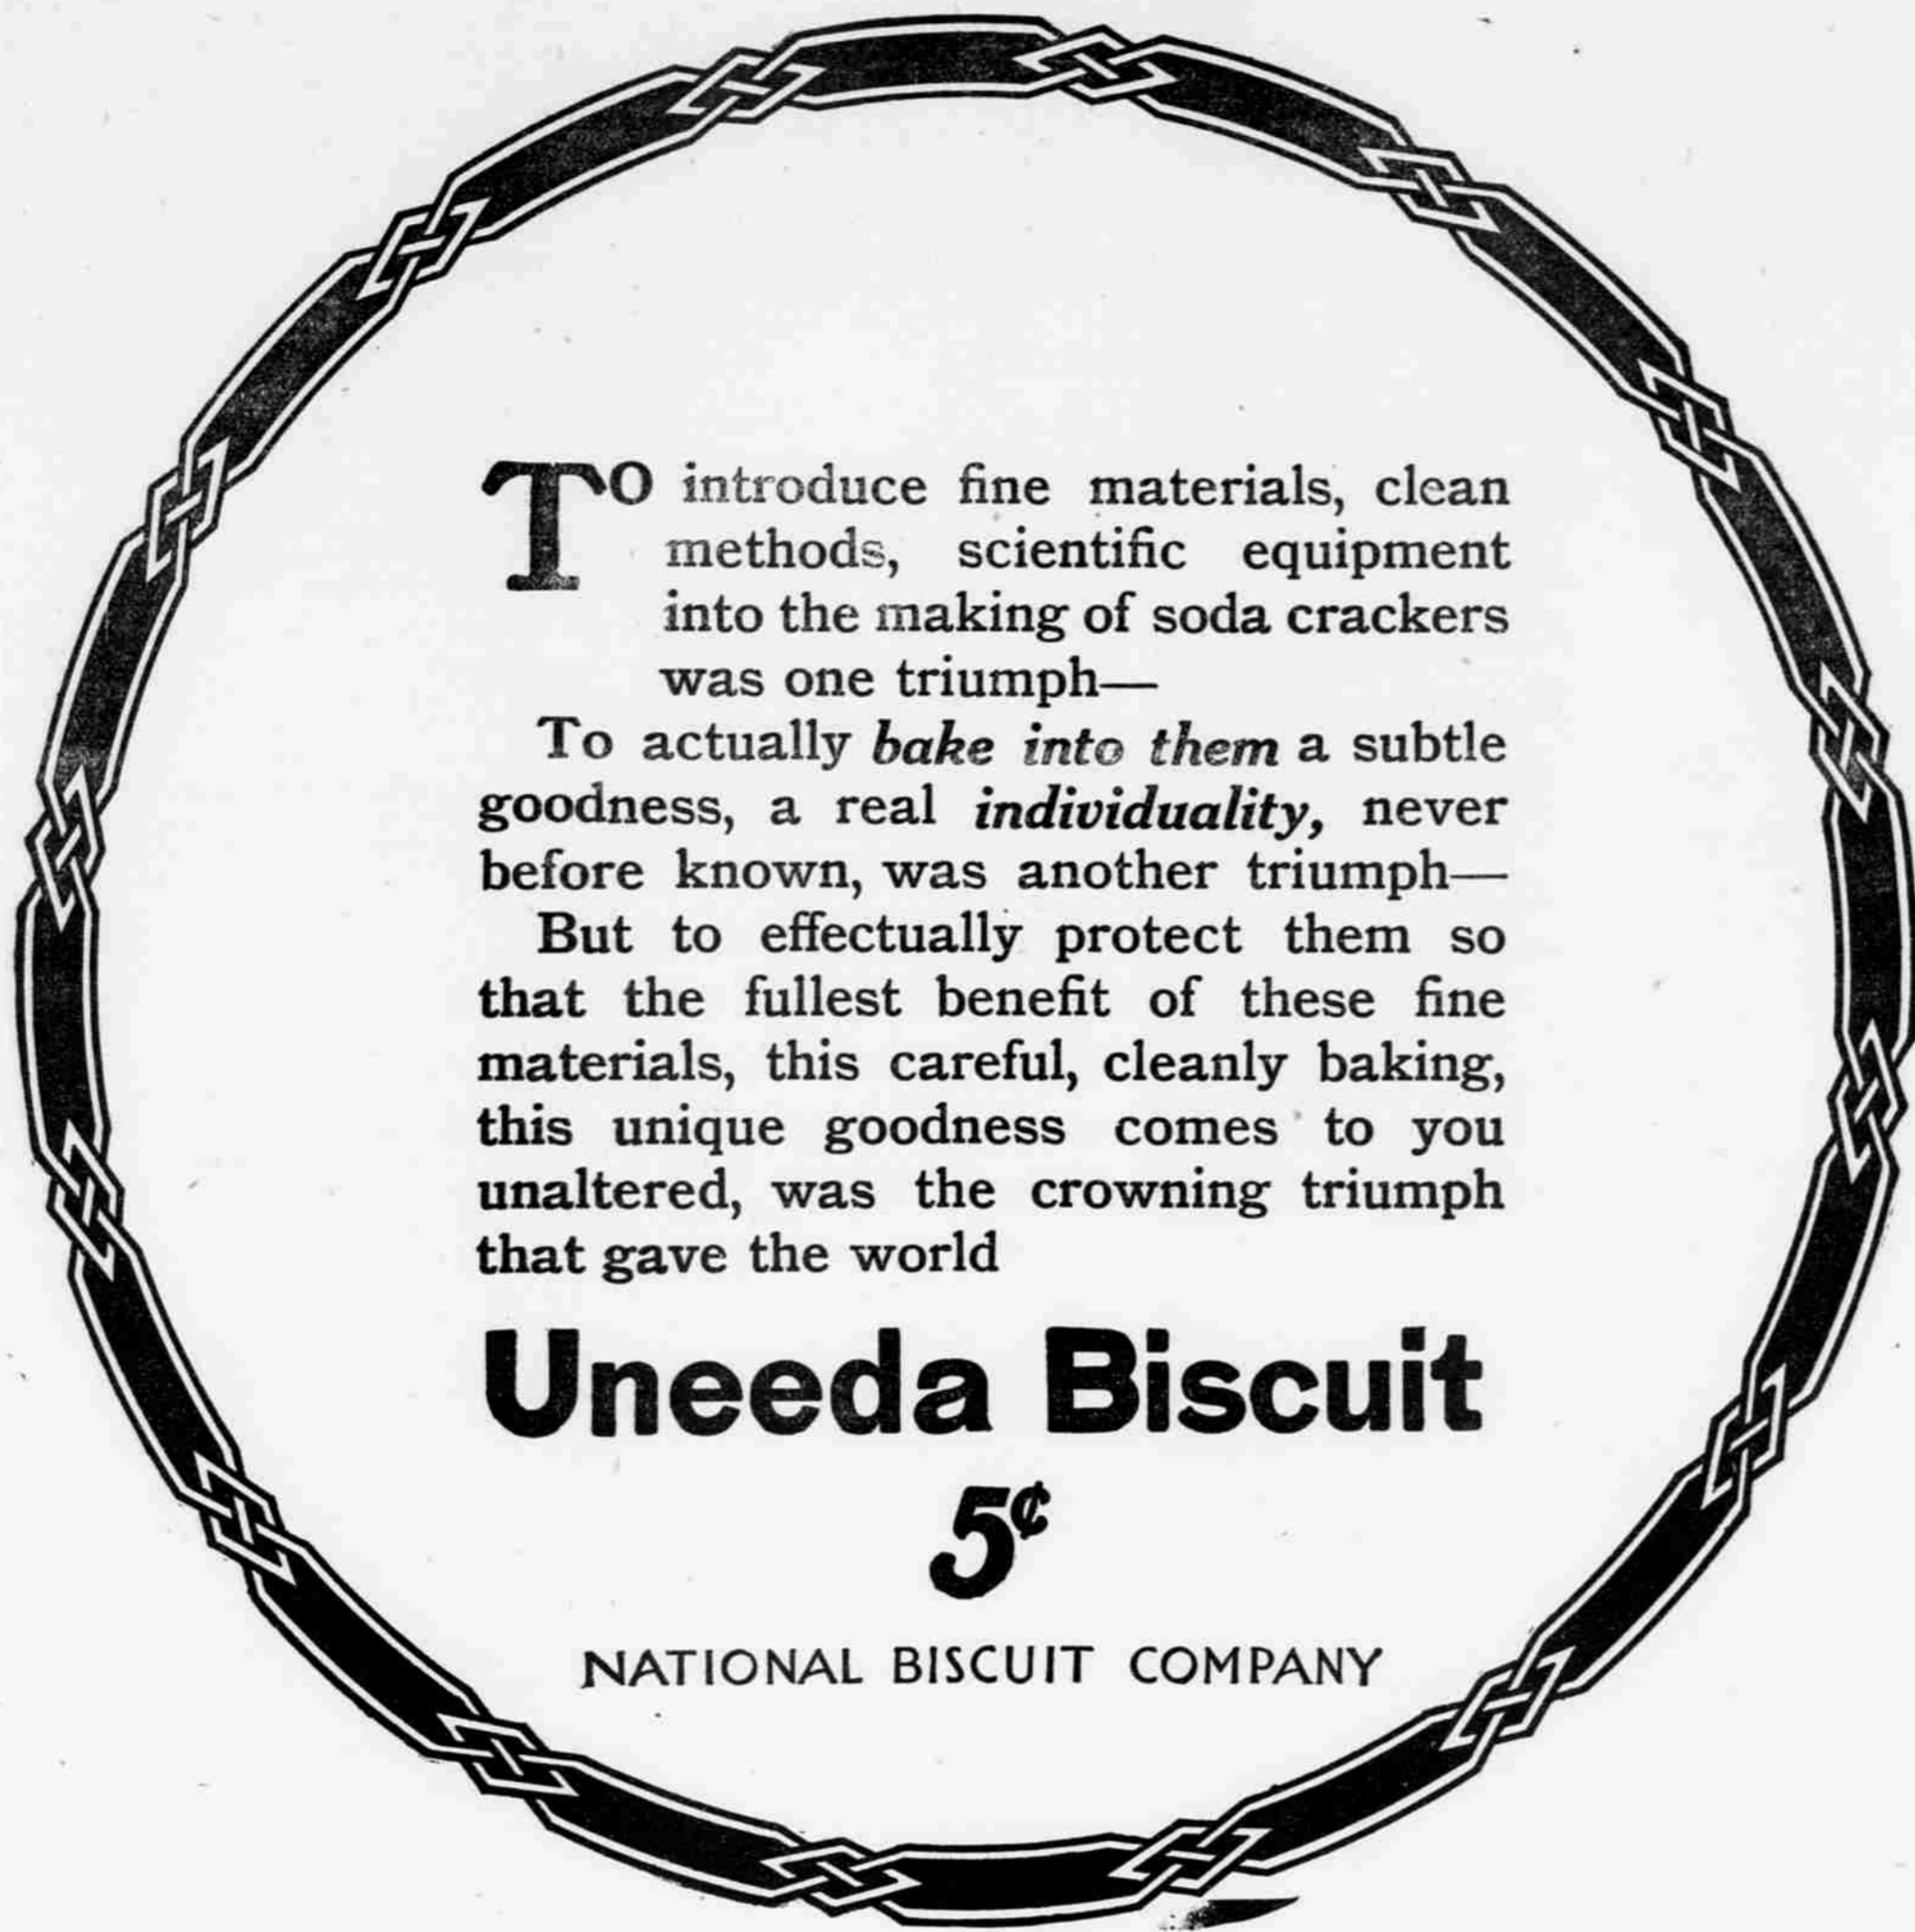 TO introduce fine materials, clean
methods, scientific equipment
into the making of soda crackers
was one triumph—
To actually bake into them a subtle
goodness, a real individuality, never
before known, was another triumph—
But to effectually protect them so
that the fullest benefit of these fine
materials, this careful, cleanly baking,
this unique goodness comes to you
unaltered, was the crowning triumph
that gave the world
Uneeda Biscuit
5¢
NATIONAL BISCUIT COMPANY